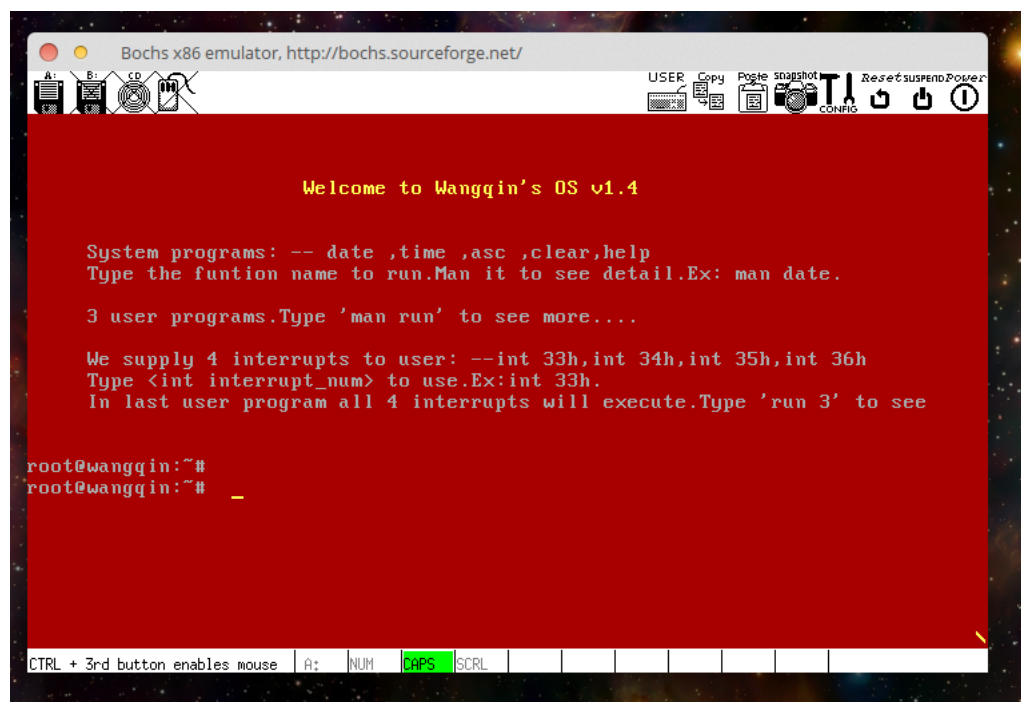 Bochs x86 emulator, http://bochs.sourceforge.net/
A: B: CD USER Copy Poste snapshot CONFIG Reset SUSPEND Power
Welcome to Wangqin's OS v1.4
System programs: -- date ,time ,asc ,clear,help
Type the funtion name to run.Man it to see detail.Ex: man date.
3 user programs.Type 'man run' to see more....
We supply 4 interrupts to user: --int 33h,int 34h,int 35h,int 36h
Type <int interrupt_num> to use.Ex:int 33h.
In last user program all 4 interrupts will execute.Type 'run 3' to see
root@wangqin:~#
root@wangqin:~# _
CTRL + 3rd button enables mouse A: NUM CAPS SCRL